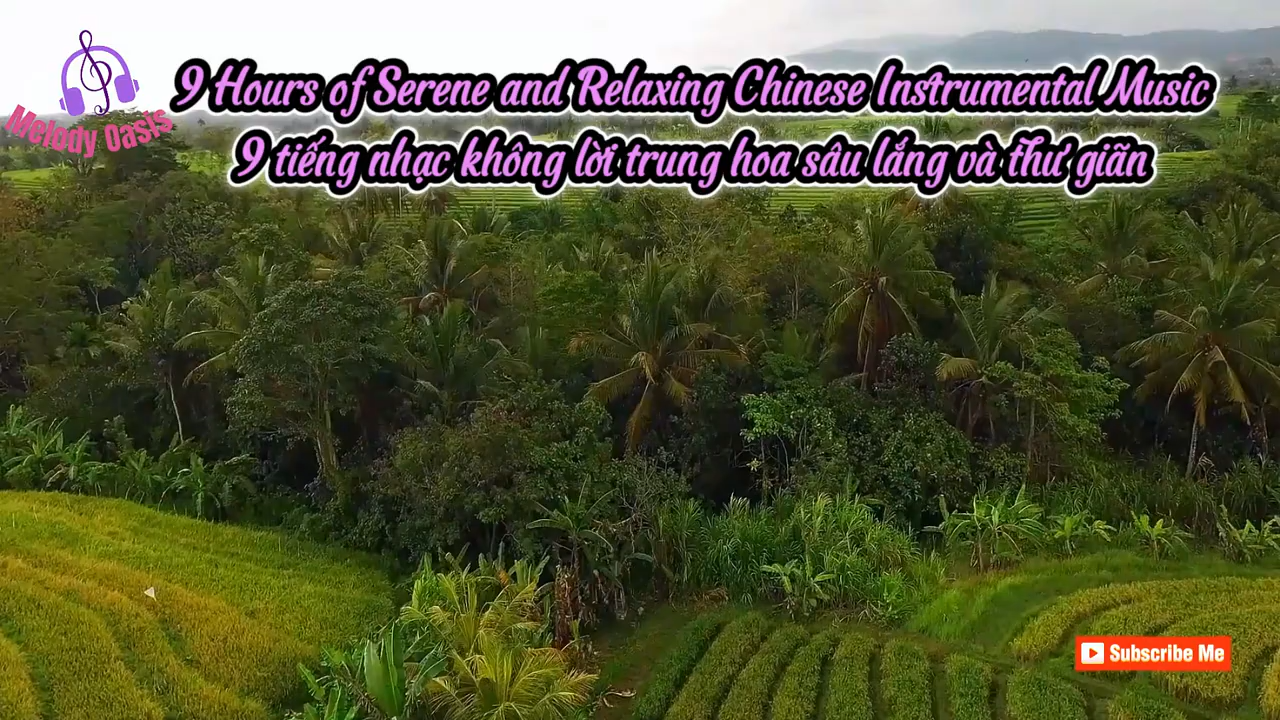 Melody Oasis
9 Hours of Serene and Relaxing Chinese Instrumental Music
9 tiếng nhạc không lời trung hoa sâu lắng và thư giãn
Subscribe Me